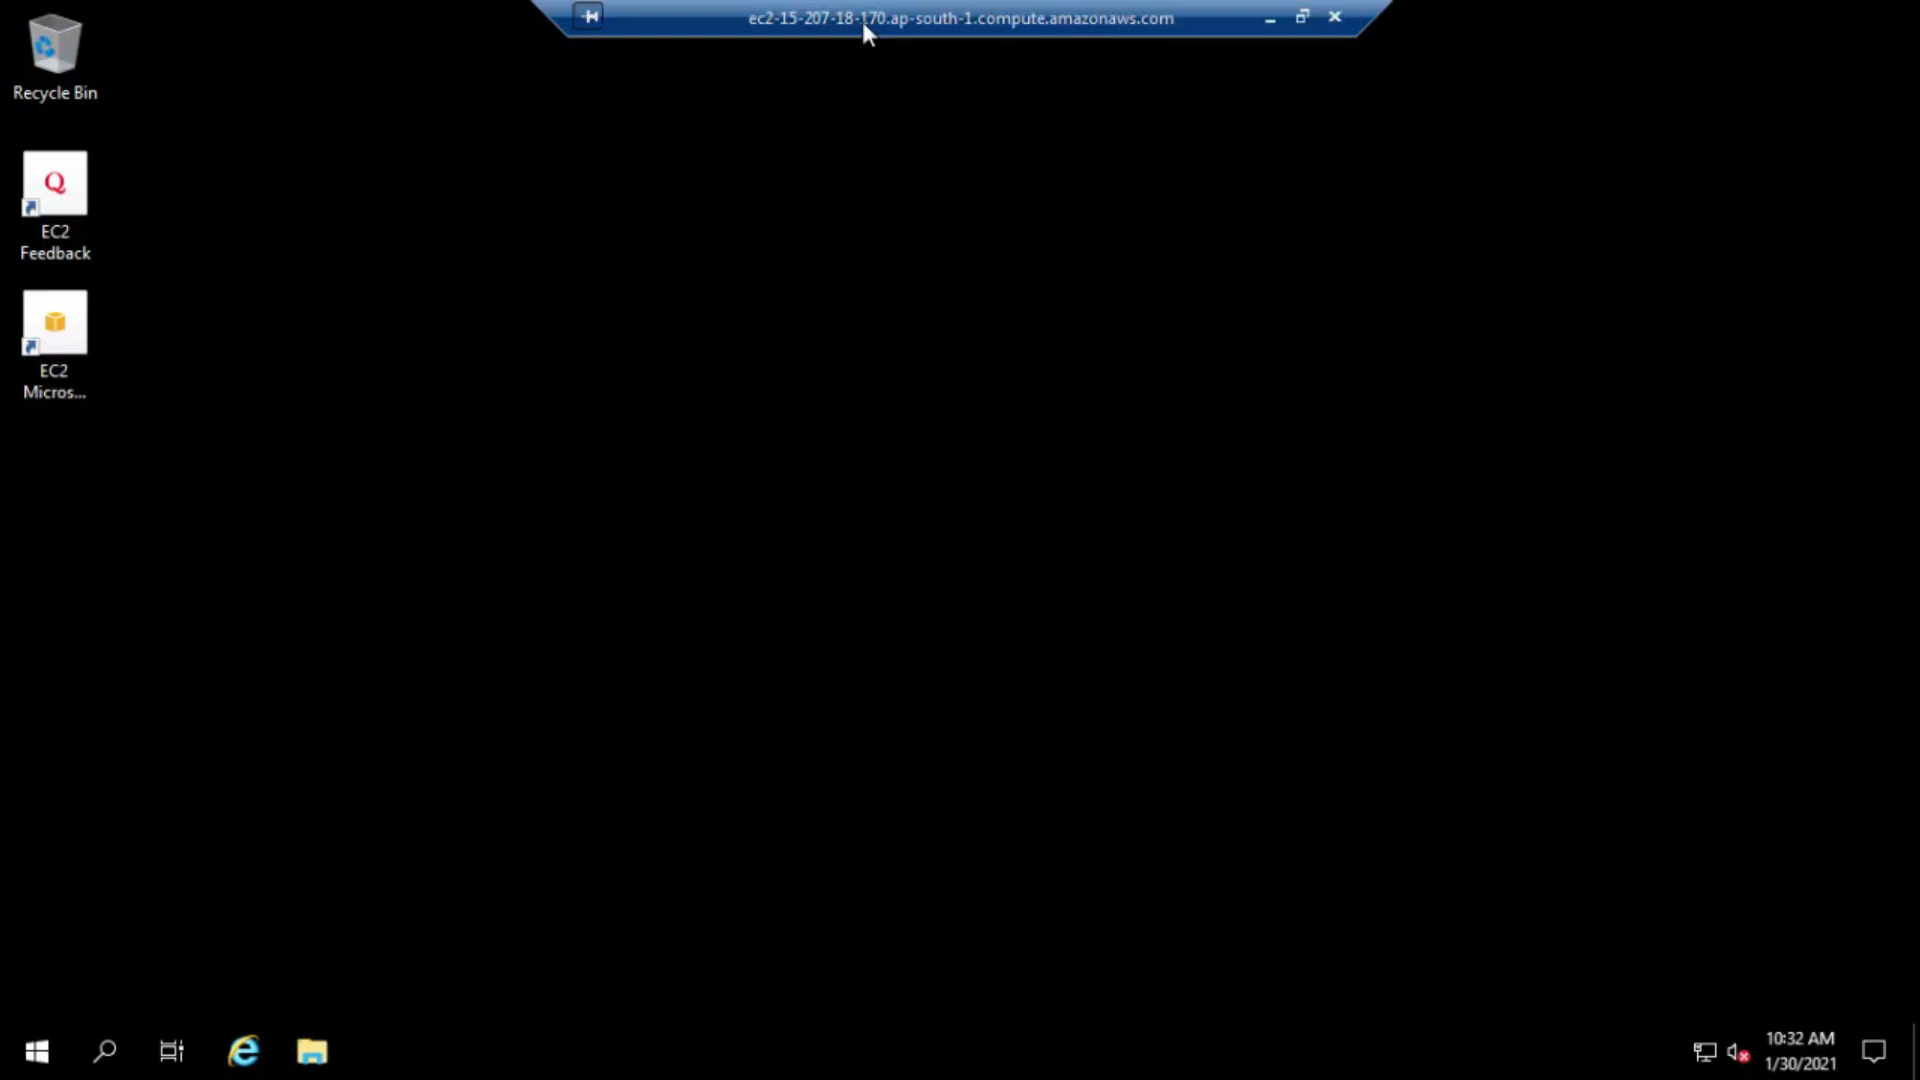 ec2-15-207-18-170.ap-south-1.compute.amazonaws.com
Recycle Bin
Q
EC2
Feedback
EC2
Micros...
10:32 AM
1/30/2021